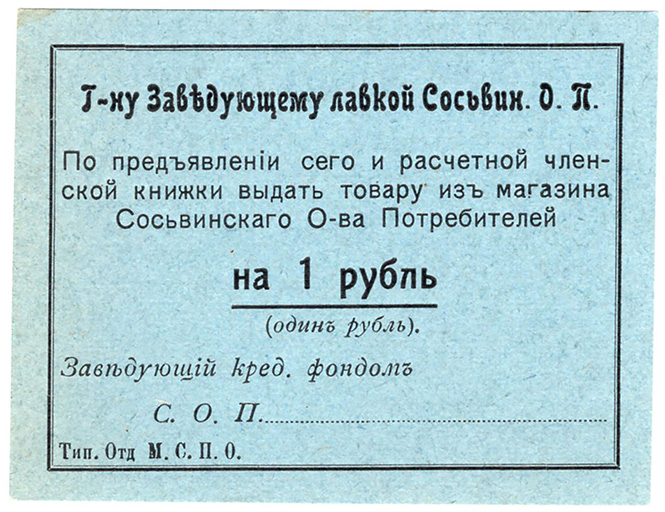 Г-ну Завѣдующему лавкой Сосьвин. О. П.
По предъявленіи сего и расчетной член-
ской книжки выдать товару изъ магазина
Сосьвинскаго О-ва Потребителей
на 1 рубль
(одинъ рубль).
Завѣдующій кред. фондомъ
С. О. П.
Тип. Отд М. С. П. О.